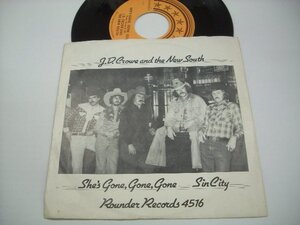 J.D. Crowe and the New South
She's Gone, Gone, Gone Sin City
Rounder Records 4516